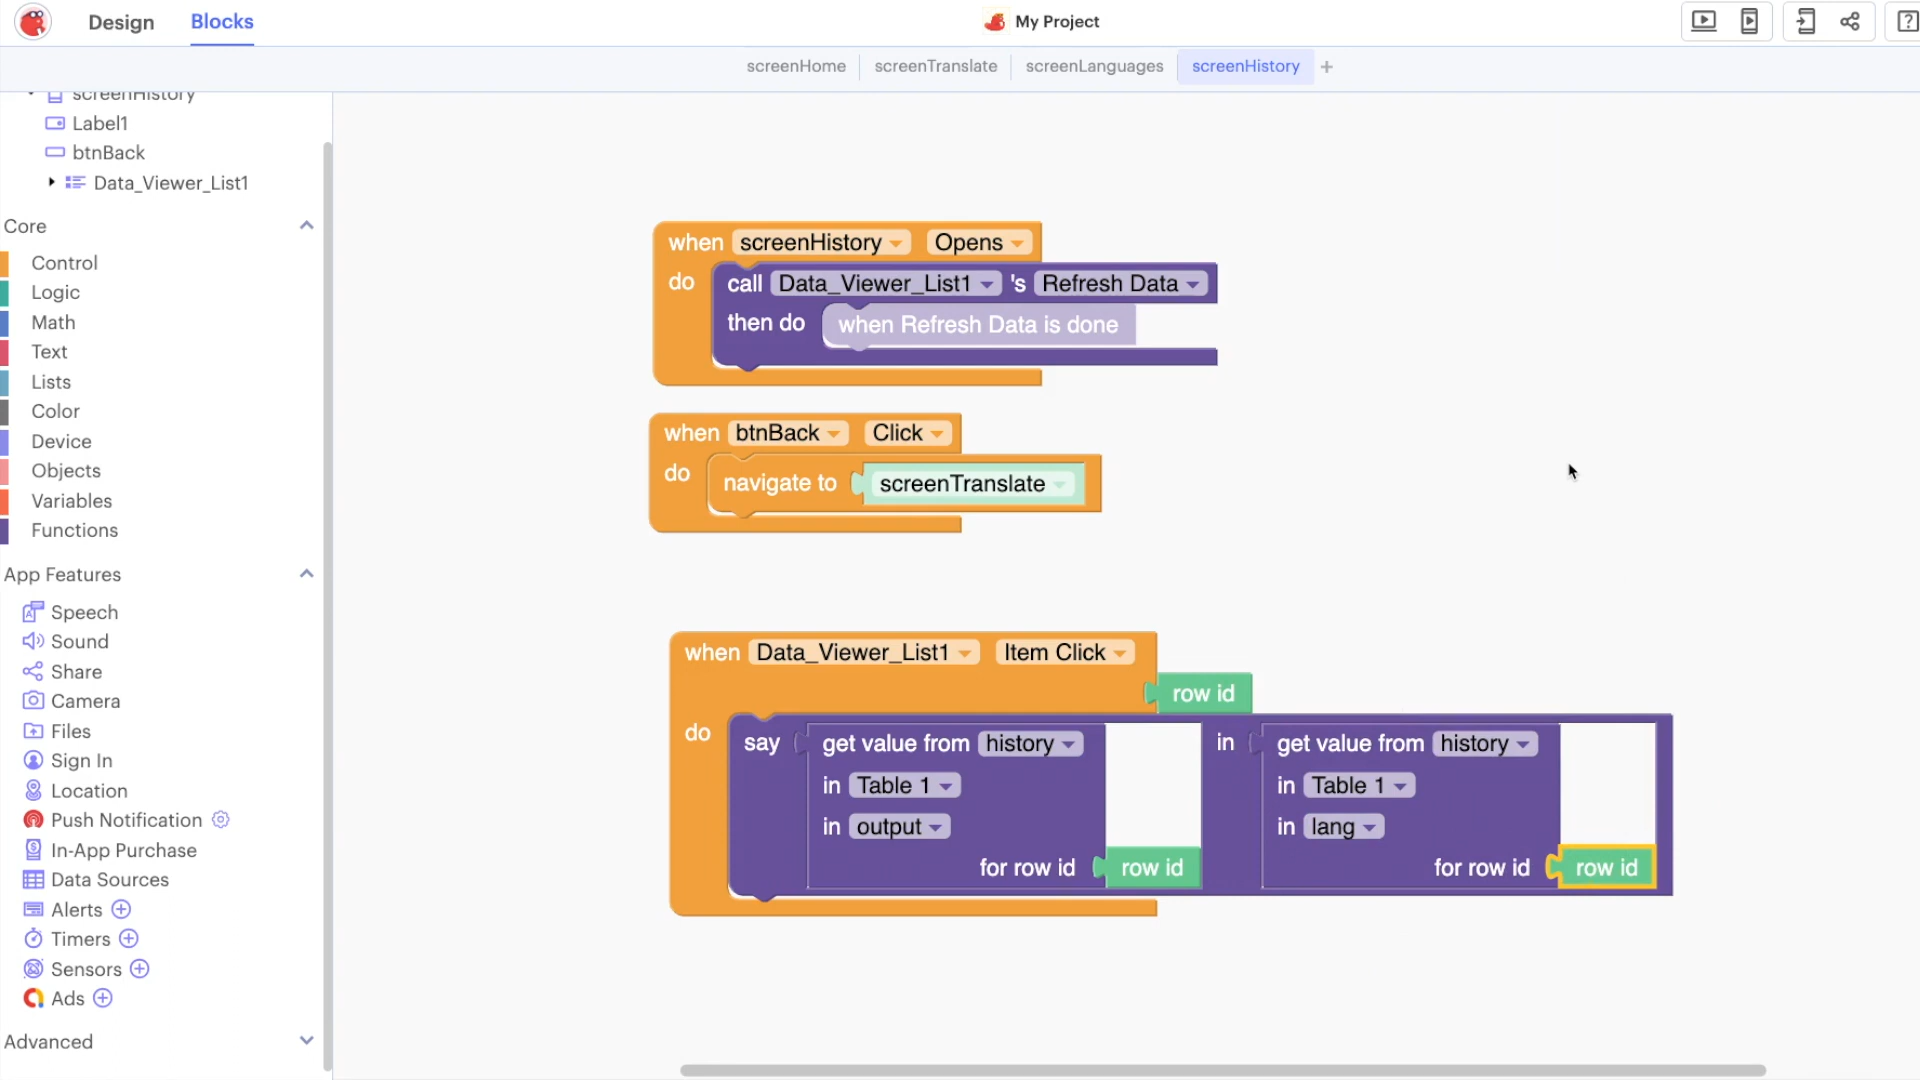 Design Blocks My Project
screenHome screenTranslate screenLanguages screenHistory +
screenHistory
Label1
btnBack
Data_Viewer_List1
Core
Control
Logic
Math
Text
Lists
Color
Device
Objects
Variables
Functions
App Features
Speech
Sound
Share
Camera
Files
Sign In
Location
Push Notification
In-App Purchase
Data Sources
Alerts
Timers
Sensors
Ads
Advanced
when screenHistory Opens
do call Data_Viewer_List1 's Refresh Data
then do when Refresh Data is done
when btnBack Click
do navigate to screenTranslate
when Data_Viewer_List1 Item Click
row id
do say get value from history in get value from history
in Table 1 in Table 1
in output in lang
for row id row id for row id row id